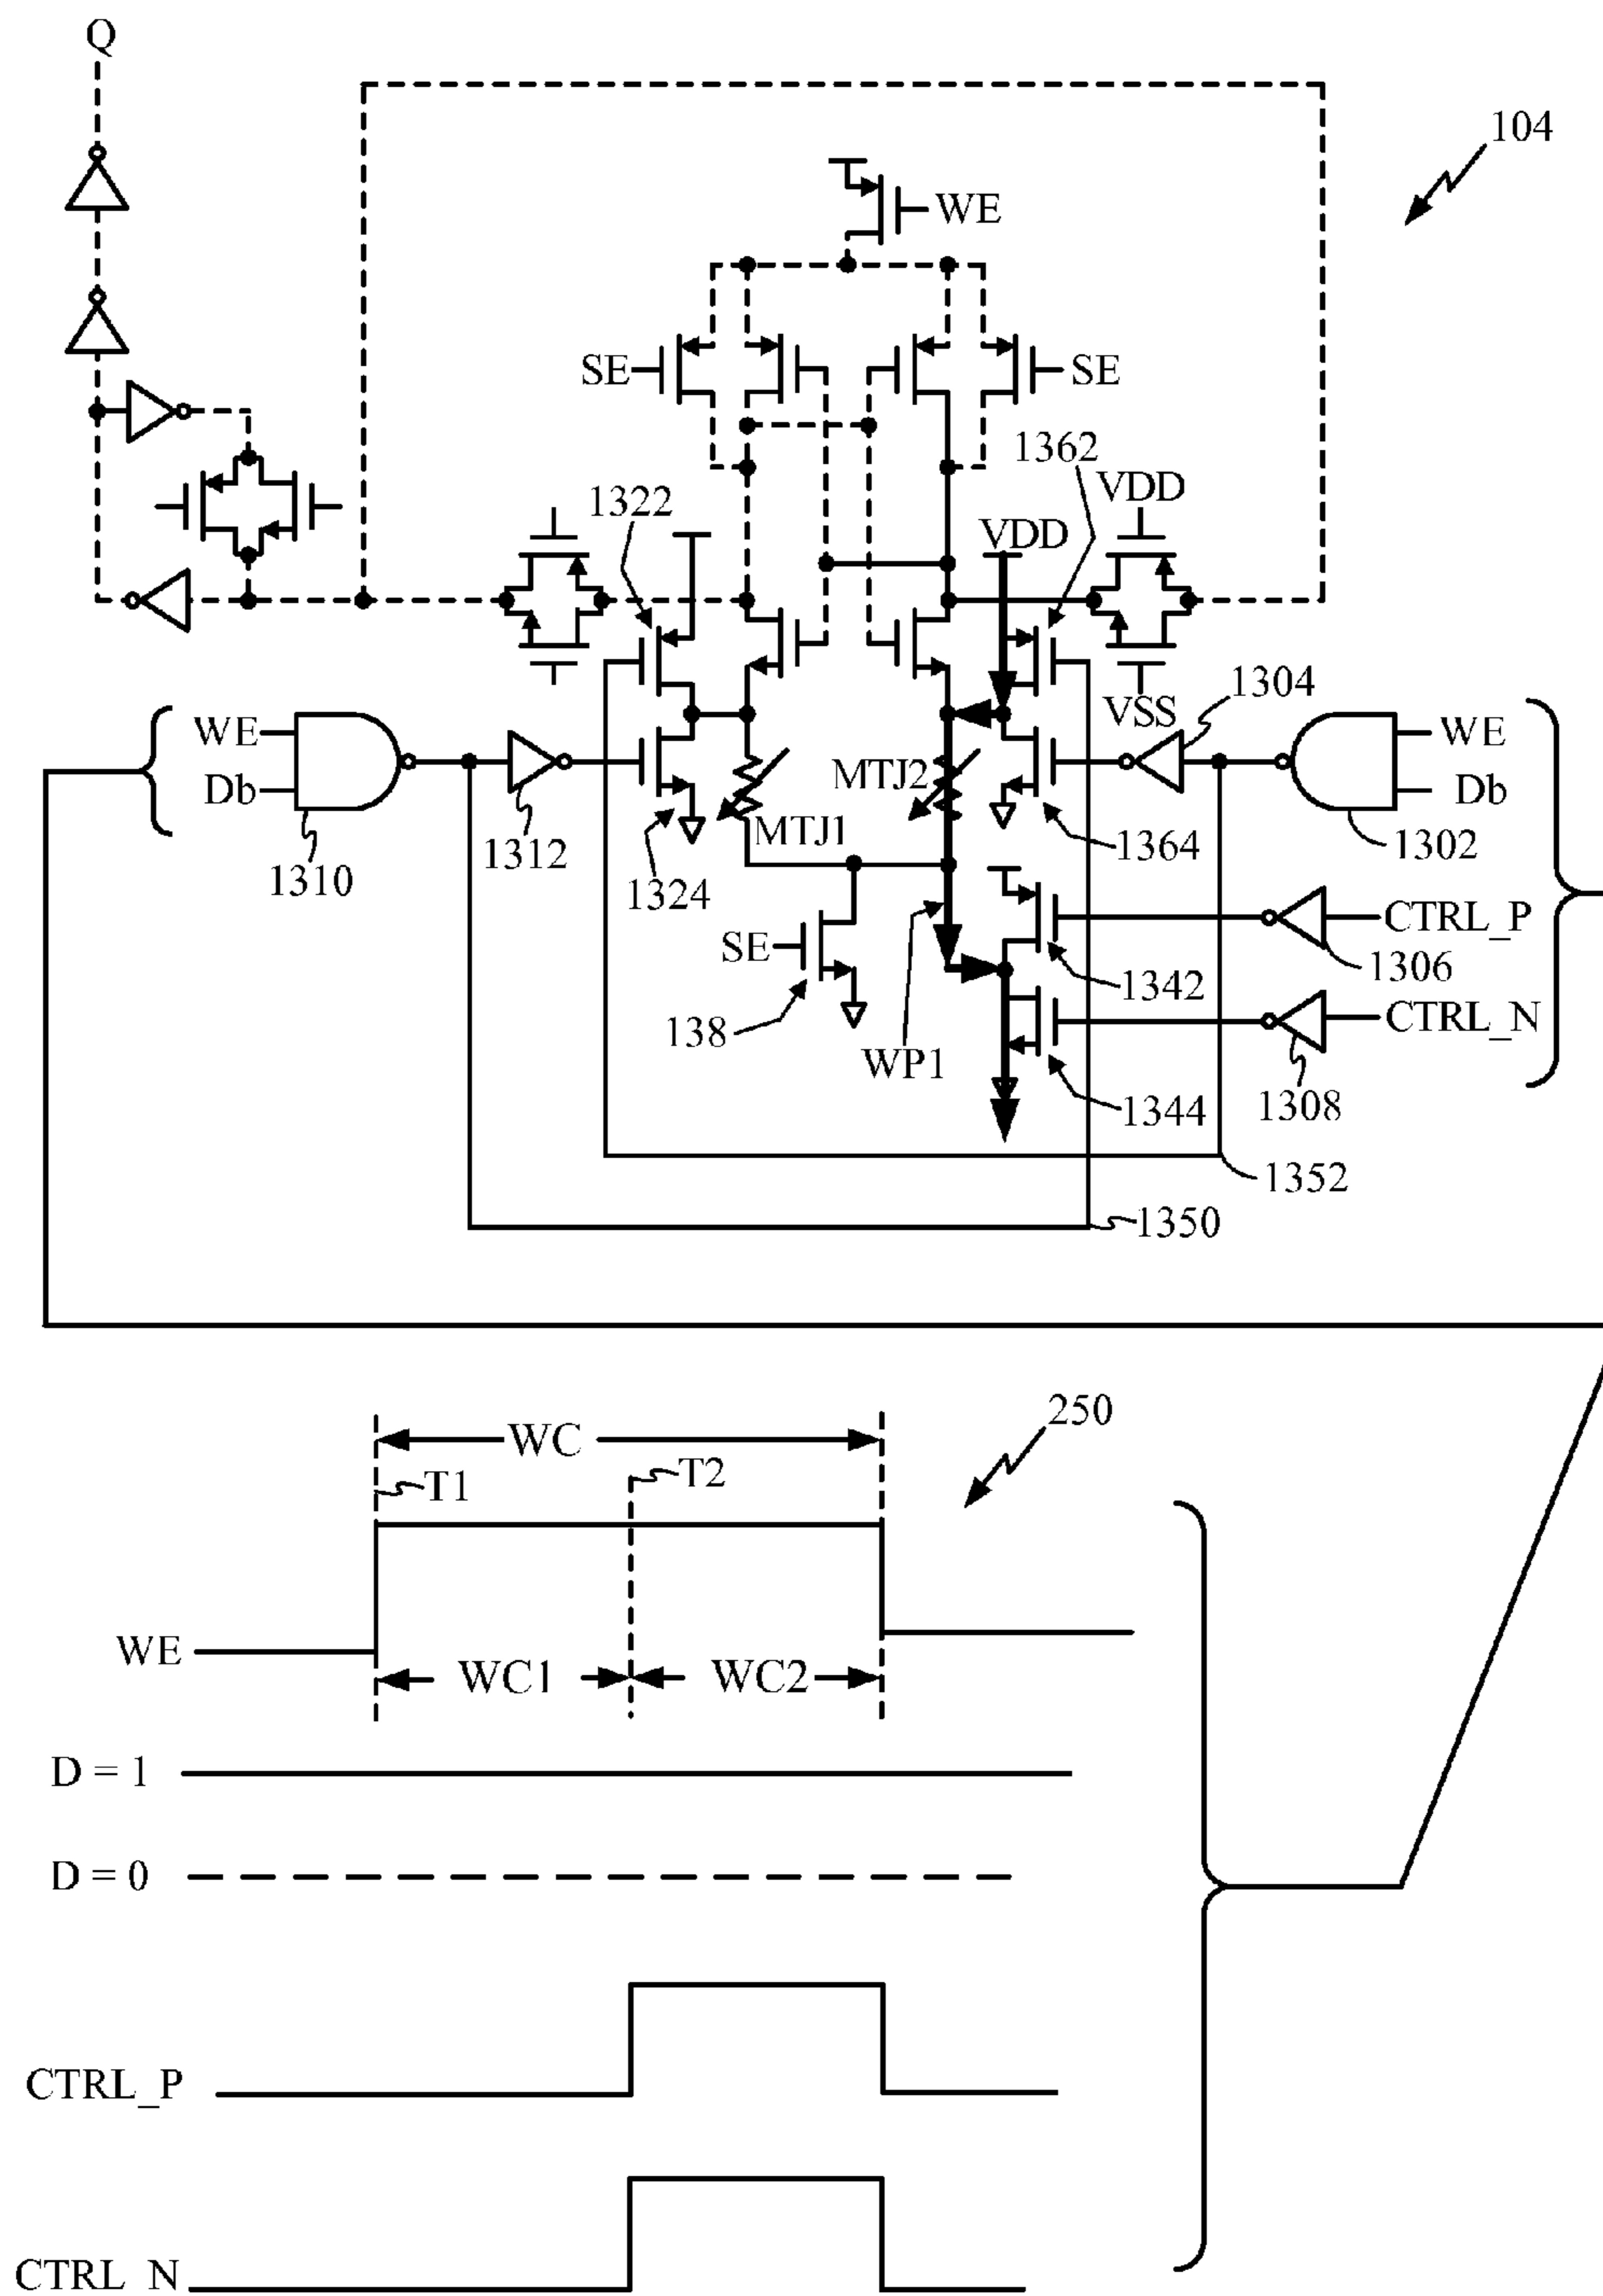 Q
104
WE
SE
SE
1362
VDD
1322
VDD
VSS
1304
WE
Db
WE
Db
MTJ2
MTJ1
1310
1312
1324
1364
1302
CTRL_P
SE
1342
1306
CTRL_N
138
WP1
1344
1308
1352
1350
250
WC
T1
T2
WE
WC1
WC2
D = 1
D = 0
CTRL_P
CTRL_N